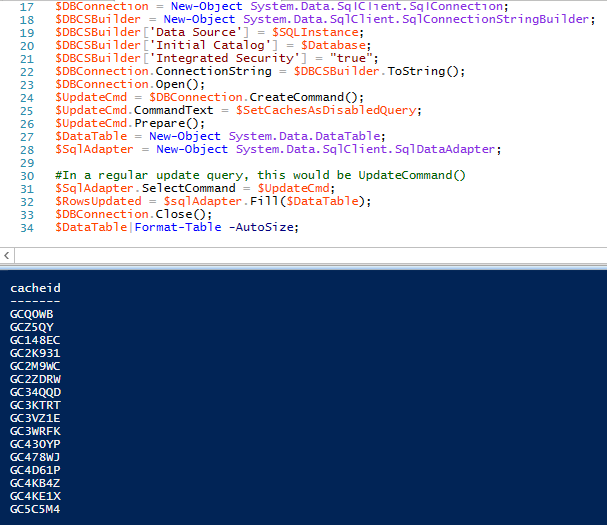 17 $DBConnection = New-Object System.Data.SqlClient.SqlConnection;
18 $DBCSBuilder = New-Object System.Data.SqlClient.SqlConnectionStringBuilder;
19 $DBCSBuilder['Data Source'] = $SQLInstance;
20 $DBCSBuilder['Initial Catalog'] = $Database;
21 $DBCSBuilder['Integrated Security'] = "true";
22 $DBConnection.ConnectionString = $DBCSBuilder.ToString();
23 $DBConnection.Open();
24 $UpdateCmd = $DBConnection.CreateCommand();
25 $UpdateCmd.CommandText = $SetCachesAsDisabledQuery;
26 $UpdateCmd.Prepare();
27 $DataTable = New-Object System.Data.DataTable;
28 $SqlAdapter = New-Object System.Data.SqlClient.SqlDataAdapter;
29
30 #In a regular update query, this would be UpdateCommand()
31 $SqlAdapter.SelectCommand = $UpdateCmd;
32 $RowsUpdated = $sqlAdapter.Fill($DataTable);
33 $DBConnection.Close();
34 $DataTable|Format-Table -AutoSize;
cacheid
-------
GCQ0WB
GCZ5QY
GC148EC
GC2K931
GC2M9WC
GC2ZDRW
GC34QQD
GC3KTRT
GC3VZ1E
GC3WRFK
GC430YP
GC478WJ
GC4D61P
GC4KB4Z
GC4KE1X
GC5C5M4